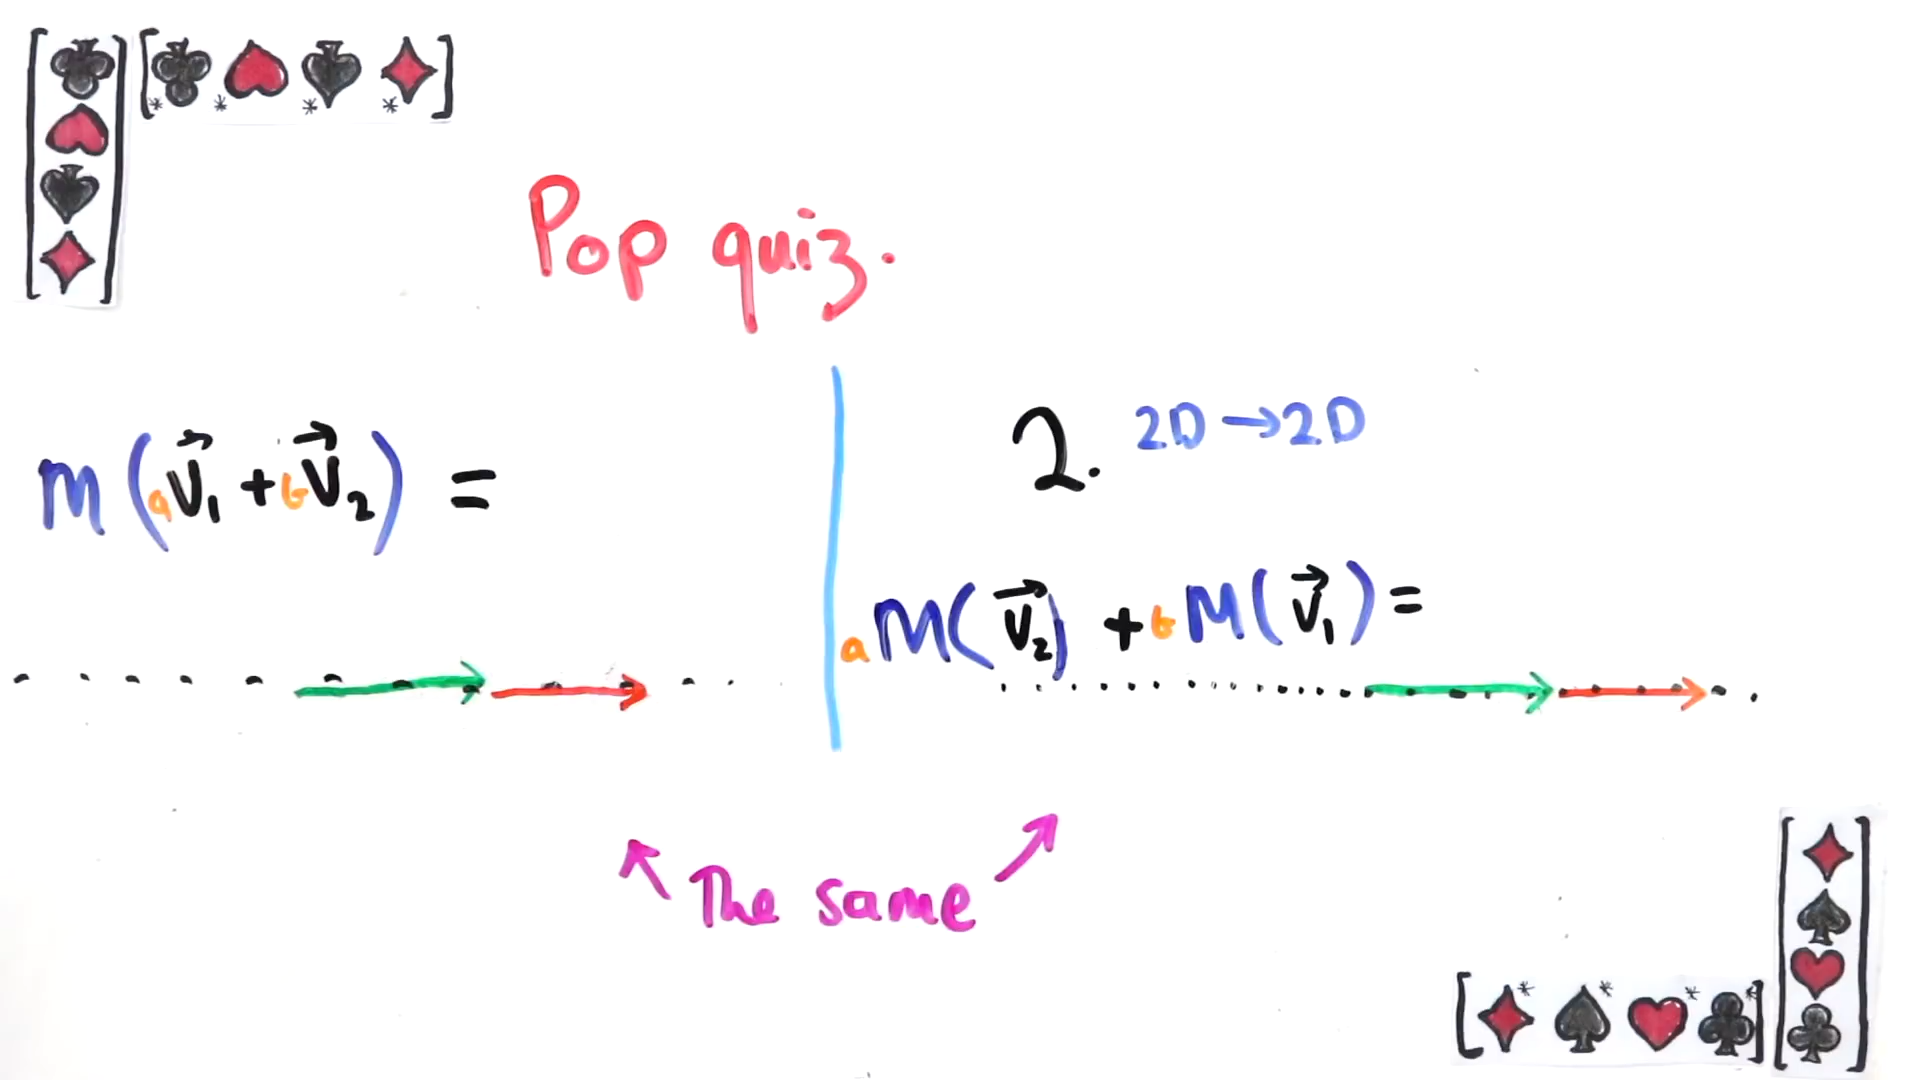 Pop quiz.
M(aV⃗₁ + bV⃗₂) =
2. 2D → 2D
aM(V⃗₂) + bM(V⃗₁) =
The same